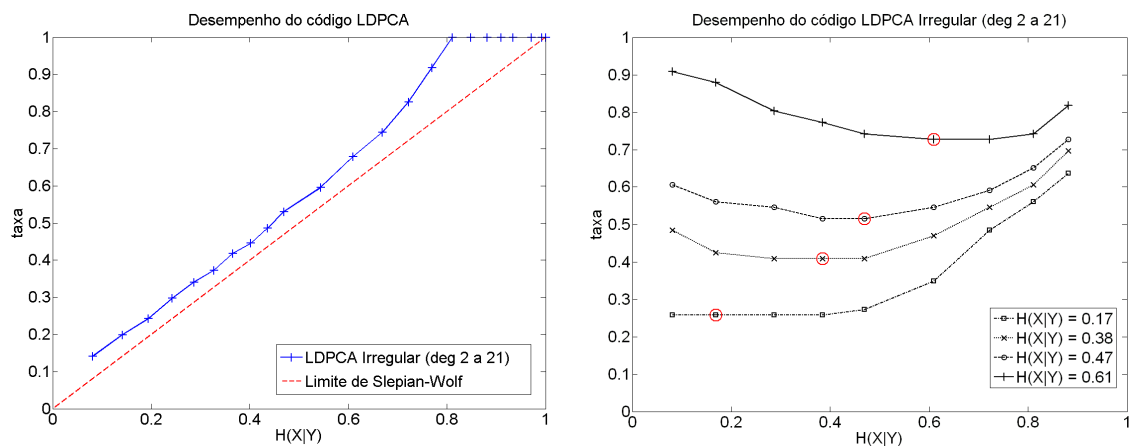 Desempenho do código LDPCA
1
0.9
0.8
0.7
0.6
0.5
0.4
0.3
0.2
0.1
0
taxa
LDPCA Irregular (deg 2 a 21)
Limite de Slepian-Wolf
0 0.2 0.4 0.6 0.8 1
H(X|Y)
Desempenho do código LDPCA Irregular (deg 2 a 21)
1
0.9
0.8
0.7
0.6
0.5
0.4
0.3
0.2
0.1
0
taxa
H(X|Y) = 0.17
H(X|Y) = 0.38
H(X|Y) = 0.47
H(X|Y) = 0.61
0 0.2 0.4 0.6 0.8 1
H(X|Y)